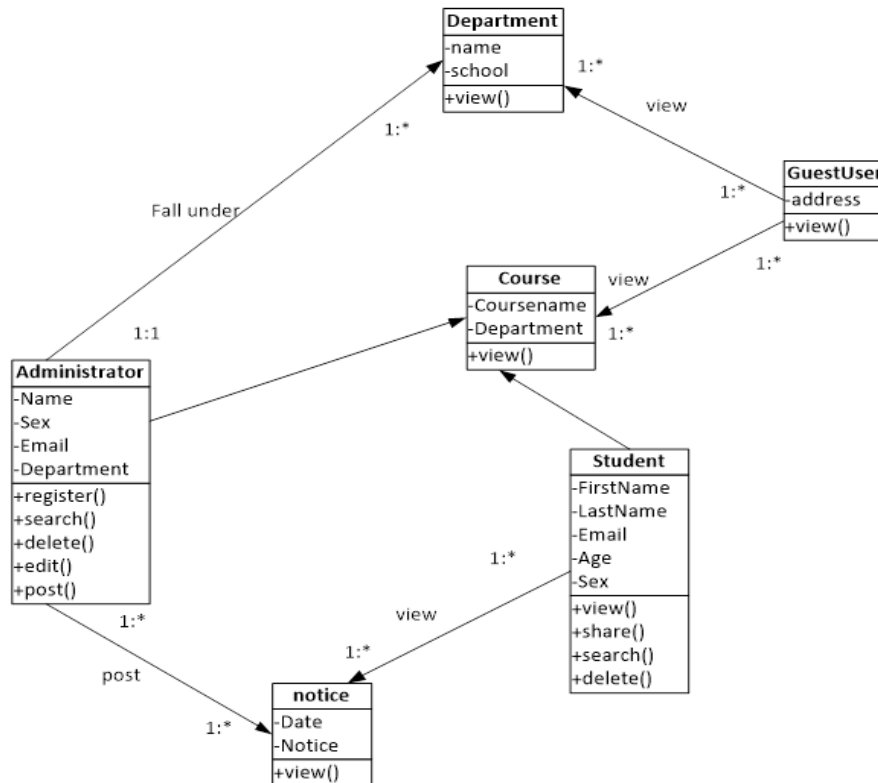 Department
-name
-school
+view()
1:*
view
1:*
Fall under
1:*
GuestUser
-address
+view()
1:*
Course
-Coursename
-Department
+view()
view
1:*
1:1
Administrator
-Name
-Sex
-Email
-Department
+register()
+search()
+delete()
+edit()
+post()
Student
-FirstName
-LastName
-Email
-Age
-Sex
+view()
+share()
+search()
+delete()
1:*
view
1:*
1:*
post
1:*
notice
-Date
-Notice
+view()